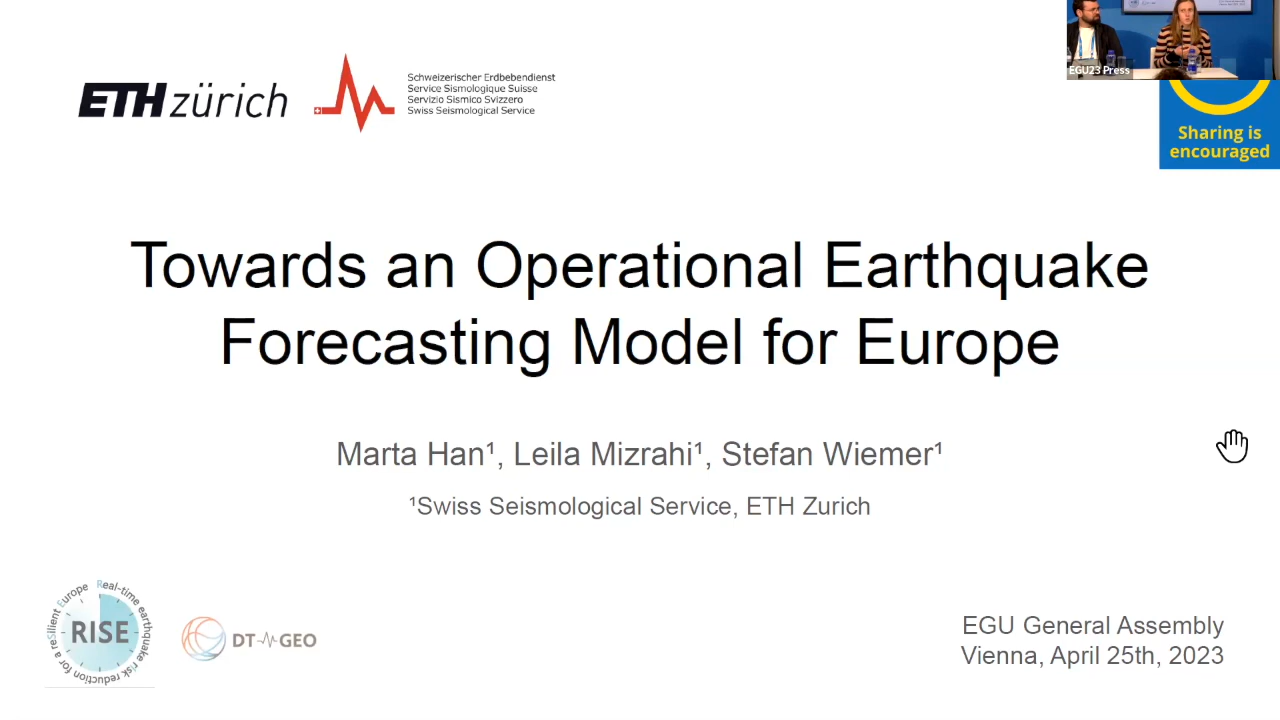 ETH zürich
Schweizerischer Erdbebendienst
Service Sismologique Suisse
Servizio Sismico Svizzero
Swiss Seismological Service
EGU23 Press
Sharing is
encouraged
Towards an Operational Earthquake
Forecasting Model for Europe
Marta Han¹, Leila Mizrahi¹, Stefan Wiemer¹
¹Swiss Seismological Service, ETH Zurich
Real-time earthquake risk reduction for a reSilient Europe
RISE
DT GEO
EGU General Assembly
Vienna, April 25th, 2023